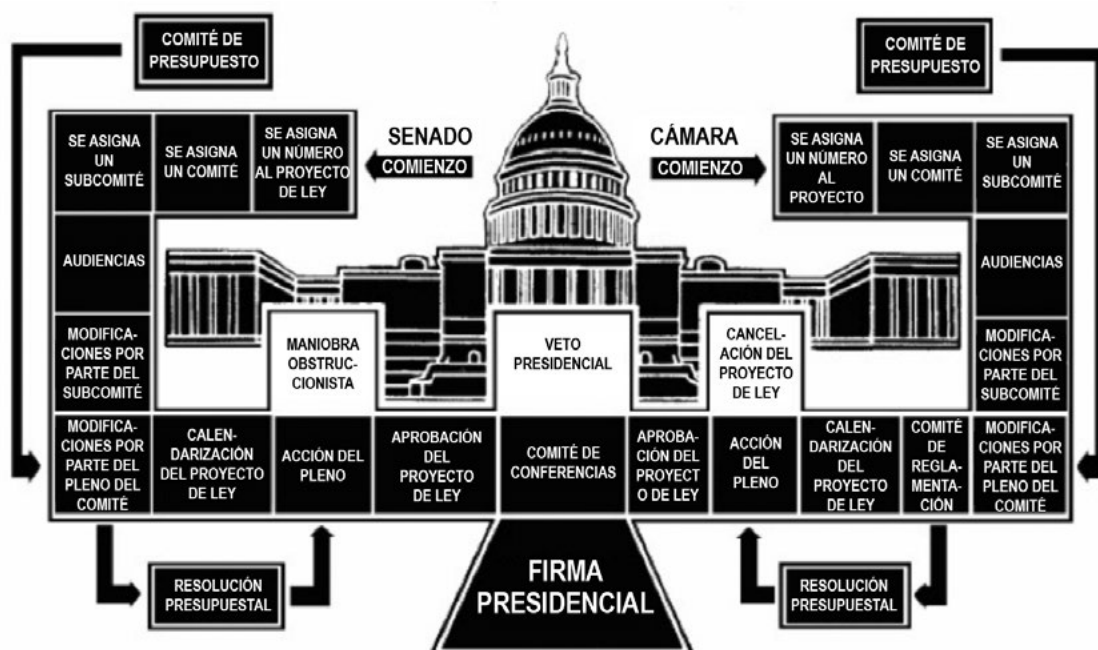 COMITÉ DE
PRESUPUESTO
COMITÉ DE
PRESUPUESTO
SENADO
COMIENZO
CÁMARA
COMIENZO
SE ASIGNA
UN
SUBCOMITÉ
SE ASIGNA
UN COMITÉ
SE ASIGNA
UN NÚMERO
AL PROYECTO
DE LEY
SE ASIGNA
UN NÚMERO
AL
PROYECTO
SE ASIGNA
UN COMITÉ
SE ASIGNA
UN
SUBCOMITÉ
AUDIENCIAS
AUDIENCIAS
MODIFICA-
CIONES POR
PARTE DEL
SUBCOMITÉ
MANIOBRA
OBSTRUC-
CIONISTA
VETO
PRESIDENCIAL
CANCEL-
ACIÓN DEL
PROYECTO
DE LEY
MODIFICA-
CIONES POR
PARTE DEL
SUBCOMITÉ
MODIFICA-
CIONES POR
PARTE DEL
PLENO DEL
COMITÉ
CALEN-
DARIZACIÓN
DEL PROYECTO
DE LEY
ACCIÓN DEL
PLENO
APROBACIÓN
DEL
PROYECTO
DE LEY
COMITÉ DE
CONFERENCIAS
APROBA-
CIÓN DEL
PROYECT
O DE LEY
ACCIÓN
DEL
PLENO
CALEN-
DARIZACIÓN
DEL
PROYECTO
DE LEY
COMITÉ
DE
REGLA-
MENTA-
CIÓN
MODIFICA-
CIONES POR
PARTE DEL
PLENO DEL
COMITÉ
RESOLUCIÓN
PRESUPUESTAL
FIRMA
PRESIDENCIAL
RESOLUCIÓN
PRESUPUESTAL